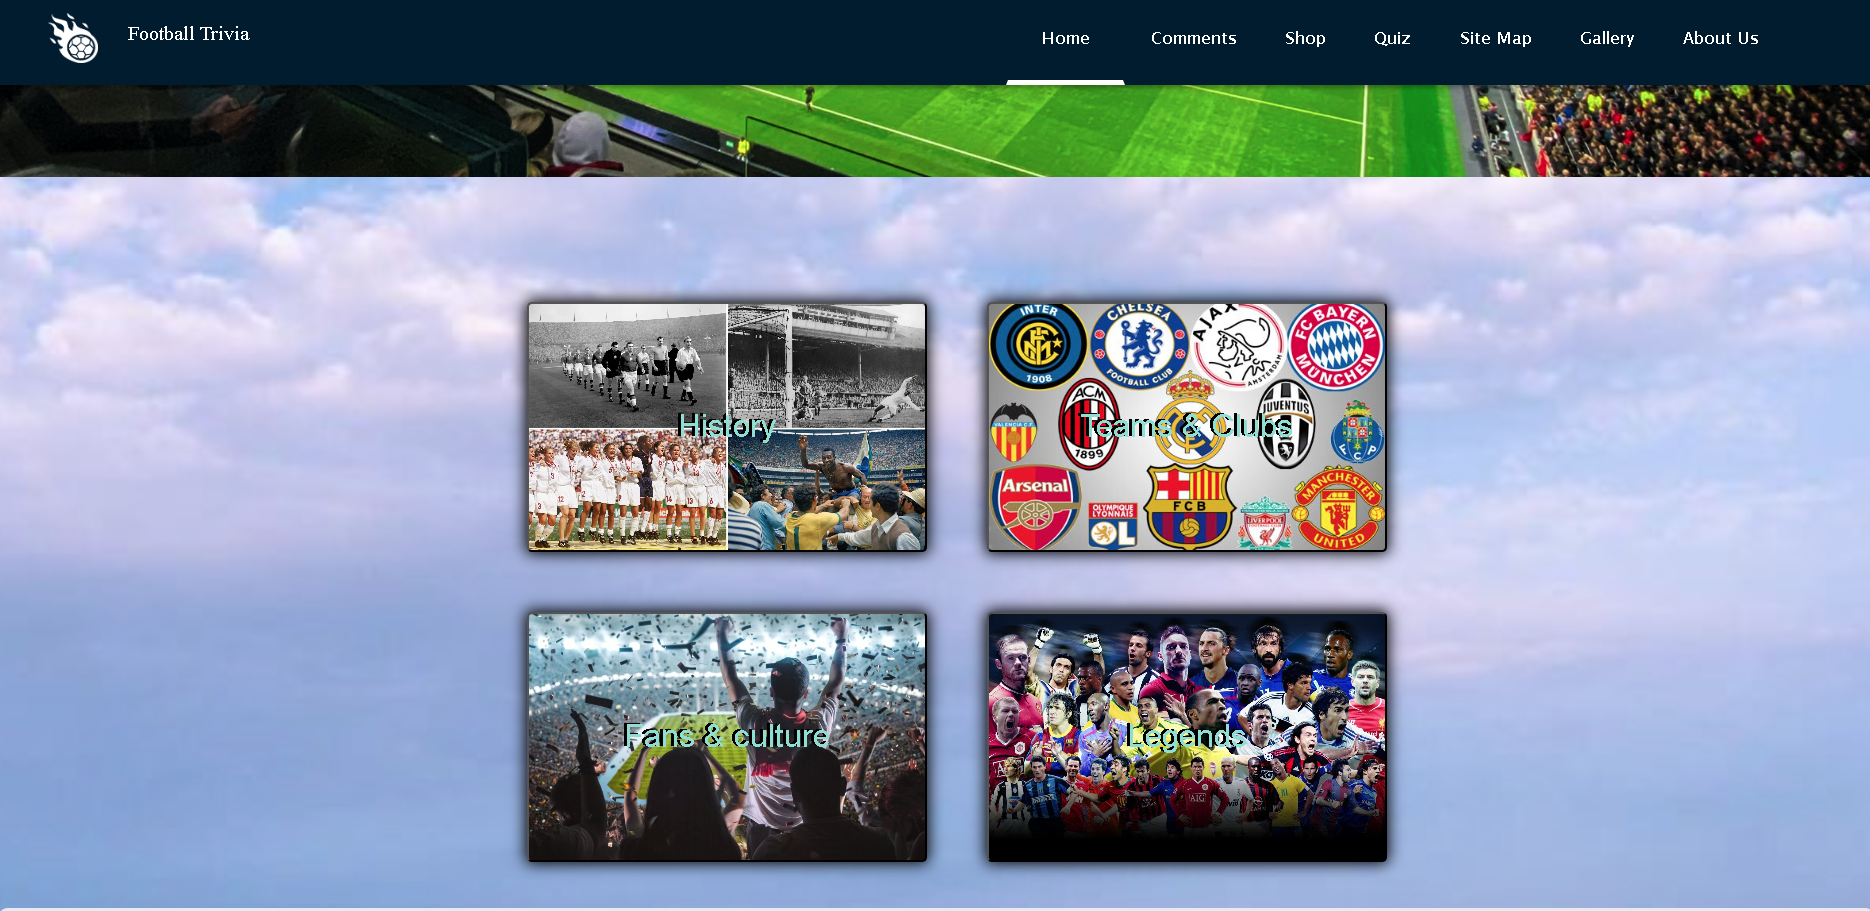 Football Trivia
Home
Comments
Shop
Quiz
Site Map
Gallery
About Us
History
INTER
1908
CHELSEA
FOOTBALL CLUB
AJAX
AMSTERDAM
FC BAYERN
MÜNCHEN
VALENCIA C.F
ACM
1899
JUVENTUS
F C P
Teams & Clubs
Arsenal
OLYMPIQUE
LYONNAIS
OL
FCB
LIVERPOOL
MANCHESTER
UNITED
Fans & culture
Legends
AIG